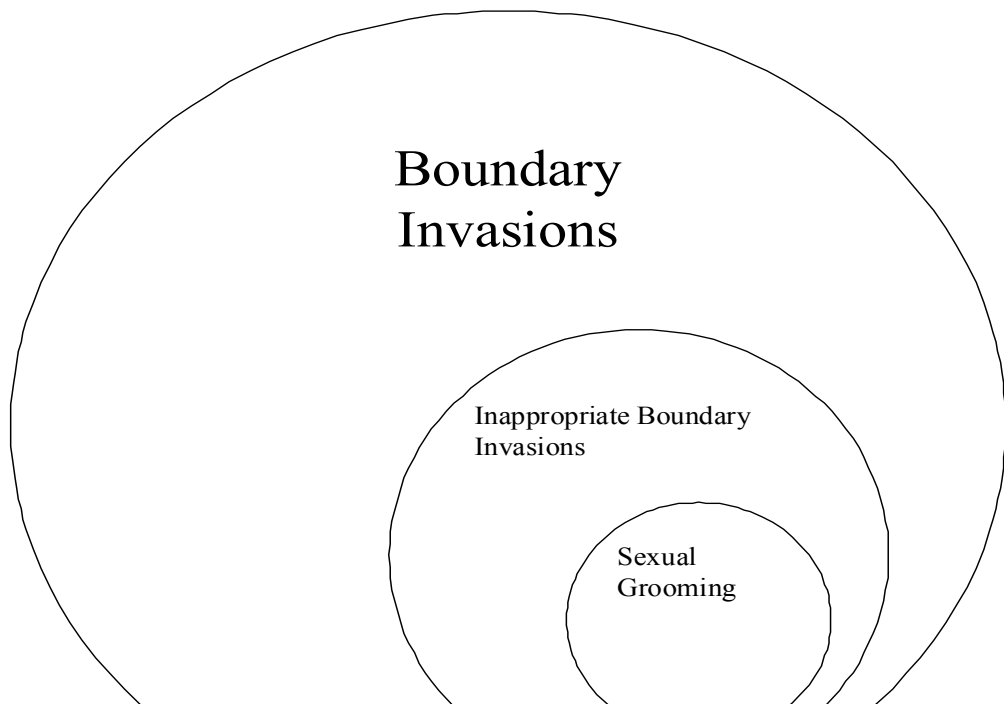 Boundary
Invasions
Inappropriate Boundary
Invasions
Sexual
Grooming